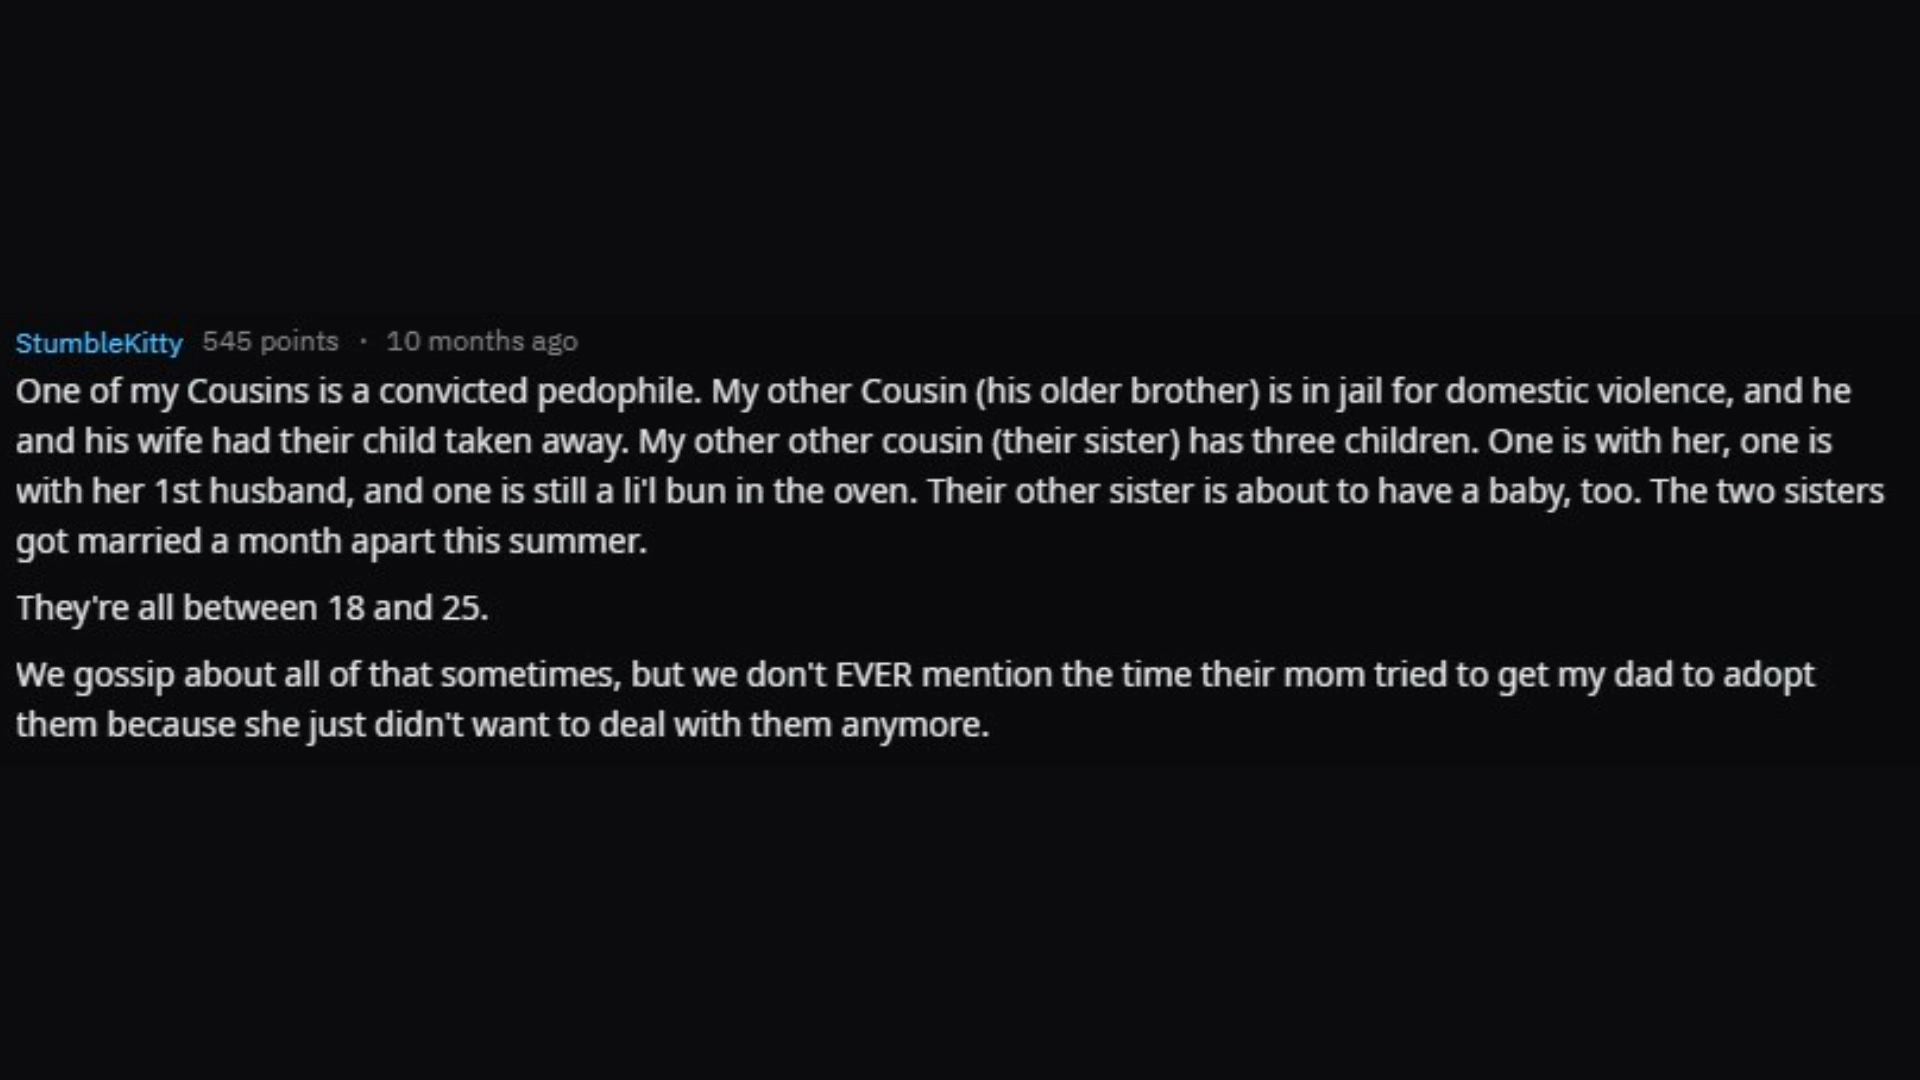 StumbleKitty 545 points · 10 months ago
One of my Cousins is a convicted pedophile. My other Cousin (his older brother) is in jail for domestic violence, and he
and his wife had their child taken away. My other other cousin (their sister) has three children. One is with her, one is
with her 1st husband, and one is still a li'l bun in the oven. Their other sister is about to have a baby, too. The two sisters
got married a month apart this summer.
They're all between 18 and 25.
We gossip about all of that sometimes, but we don't EVER mention the time their mom tried to get my dad to adopt
them because she just didn't want to deal with them anymore.